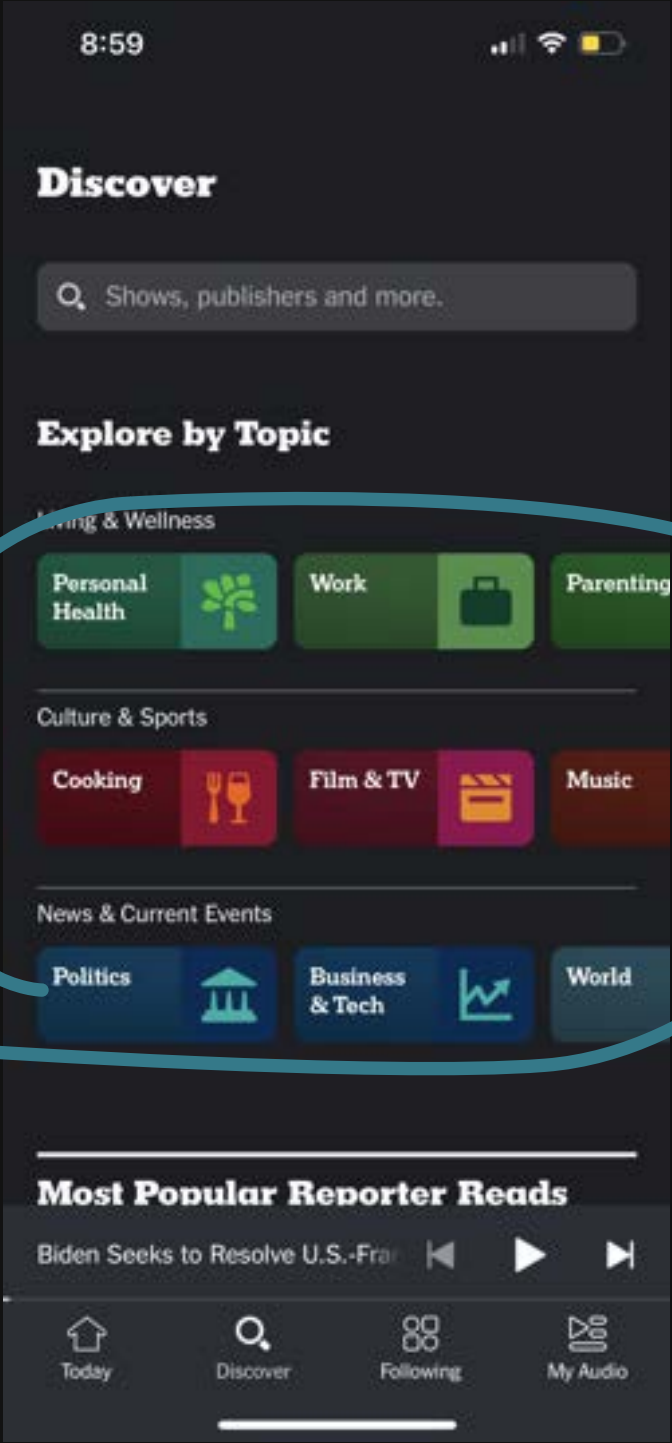 8:59
Discover
Shows, publishers and more.
Explore by Topic
Living & Wellness
Personal
Health
Work
Parenting
Culture & Sports
Cooking
Film & TV
Music
News & Current Events
Politics
Business
& Tech
World
Most Popular Reporter Reads
Biden Seeks to Resolve U.S.-Fra
Today
Discover
Following
My Audio